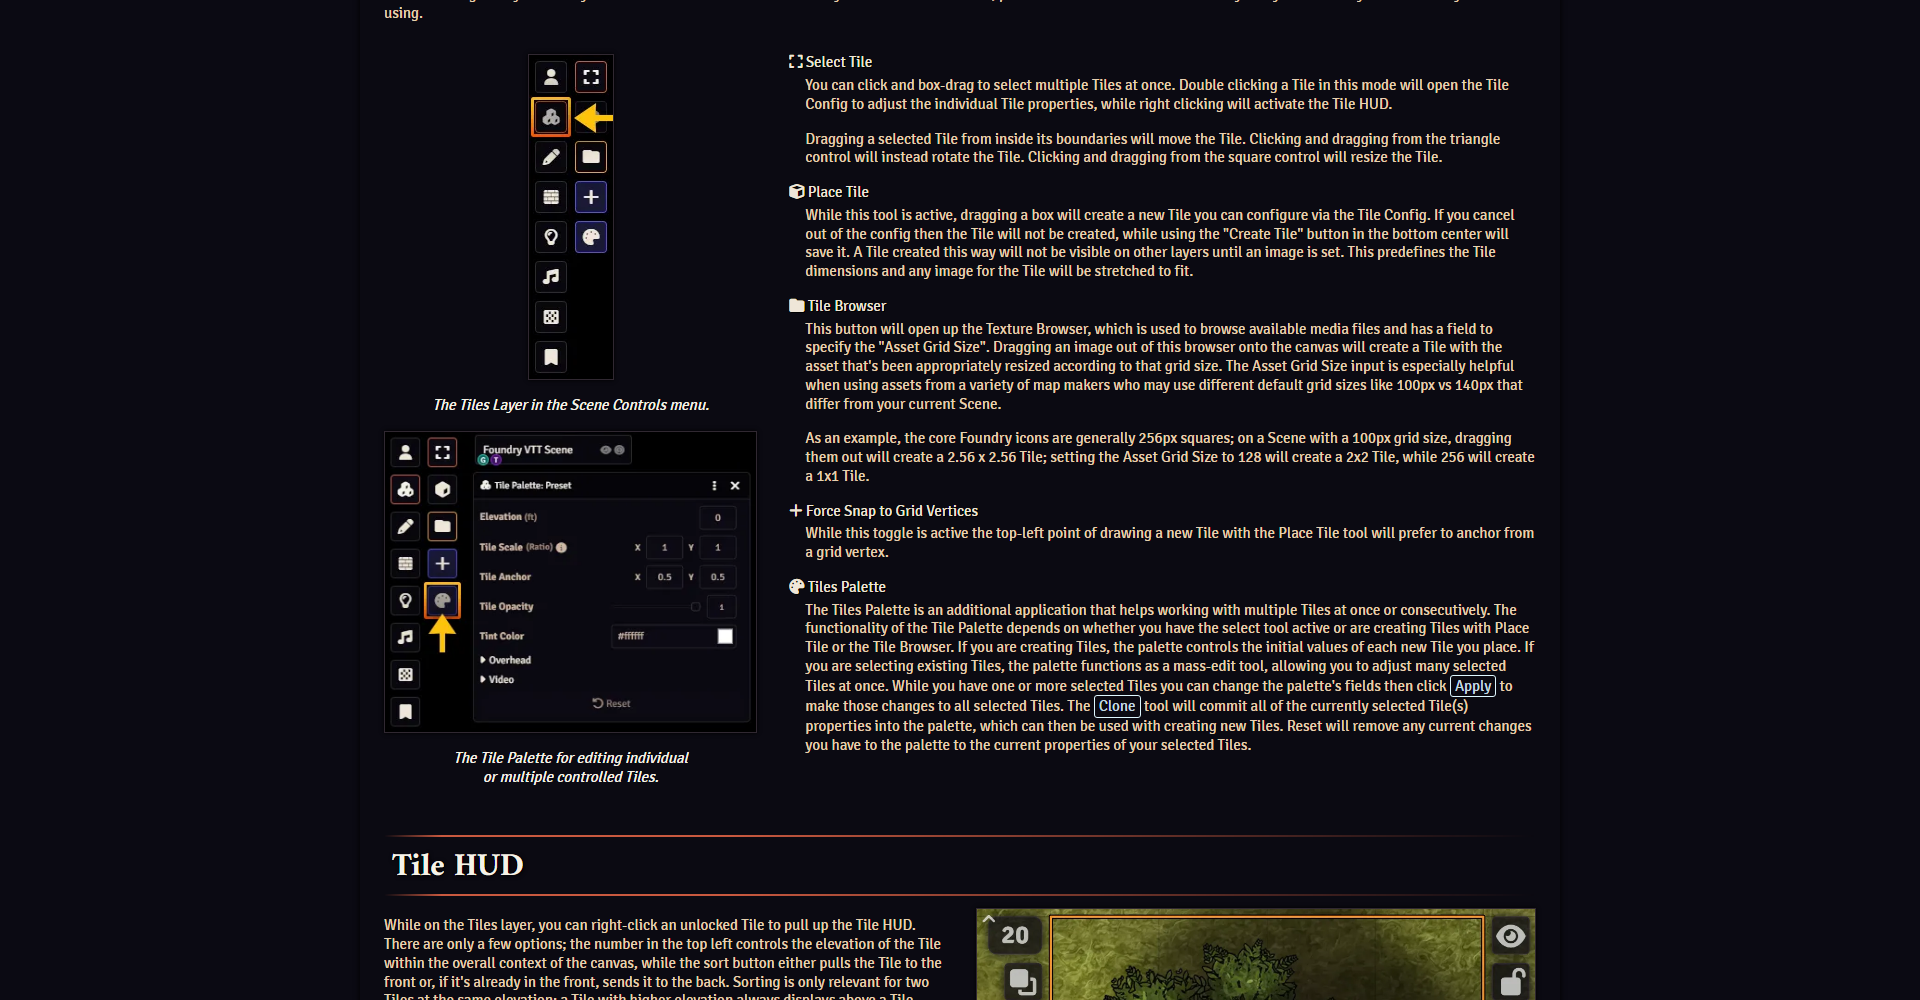 using.
The Tiles Layer in the Scene Controls menu.
Foundry VTT Scene
G T
Tile Palette: Preset
Elevation (ft) 0
Tile Scale (Ratio) X 1 Y 1
Tile Anchor X 0.5 Y 0.5
Tile Opacity 1
Tint Color #ffffff
Overhead
Video
Reset
The Tile Palette for editing individual
or multiple controlled Tiles.
Select Tile
You can click and box-drag to select multiple Tiles at once. Double clicking a Tile in this mode will open the Tile
Config to adjust the individual Tile properties, while right clicking will activate the Tile HUD.
Dragging a selected Tile from inside its boundaries will move the Tile. Clicking and dragging from the triangle
control will instead rotate the Tile. Clicking and dragging from the square control will resize the Tile.
Place Tile
While this tool is active, dragging a box will create a new Tile you can configure via the Tile Config. If you cancel
out of the config then the Tile will not be created, while using the "Create Tile" button in the bottom center will
save it. A Tile created this way will not be visible on other layers until an image is set. This predefines the Tile
dimensions and any image for the Tile will be stretched to fit.
Tile Browser
This button will open up the Texture Browser, which is used to browse available media files and has a field to
specify the "Asset Grid Size". Dragging an image out of this browser onto the canvas will create a Tile with the
asset that's been appropriately resized according to that grid size. The Asset Grid Size input is especially helpful
when using assets from a variety of map makers who may use different default grid sizes like 100px vs 140px that
differ from your current Scene.
As an example, the core Foundry icons are generally 256px squares; on a Scene with a 100px grid size, dragging
them out will create a 2.56 x 2.56 Tile; setting the Asset Grid Size to 128 will create a 2x2 Tile, while 256 will create
a 1x1 Tile.
Force Snap to Grid Vertices
While this toggle is active the top-left point of drawing a new Tile with the Place Tile tool will prefer to anchor from
a grid vertex.
Tiles Palette
The Tiles Palette is an additional application that helps working with multiple Tiles at once or consecutively. The
functionality of the Tile Palette depends on whether you have the select tool active or are creating Tiles with Place
Tile or the Tile Browser. If you are creating Tiles, the palette controls the initial values of each new Tile you place. If
you are selecting existing Tiles, the palette functions as a mass-edit tool, allowing you to adjust many selected
Tiles at once. While you have one or more selected Tiles you can change the palette's fields then click Apply to
make those changes to all selected Tiles. The Clone tool will commit all of the currently selected Tile(s)
properties into the palette, which can then be used with creating new Tiles. Reset will remove any current changes
you have to the palette to the current properties of your selected Tiles.
Tile HUD
While on the Tiles layer, you can right-click an unlocked Tile to pull up the Tile HUD.
There are only a few options; the number in the top left controls the elevation of the Tile
within the overall context of the canvas, while the sort button either pulls the Tile to the
front or, if it's already in the front, sends it to the back. Sorting is only relevant for two
Tiles at the same elevation; a Tile with higher elevation always displays above a Tile
20